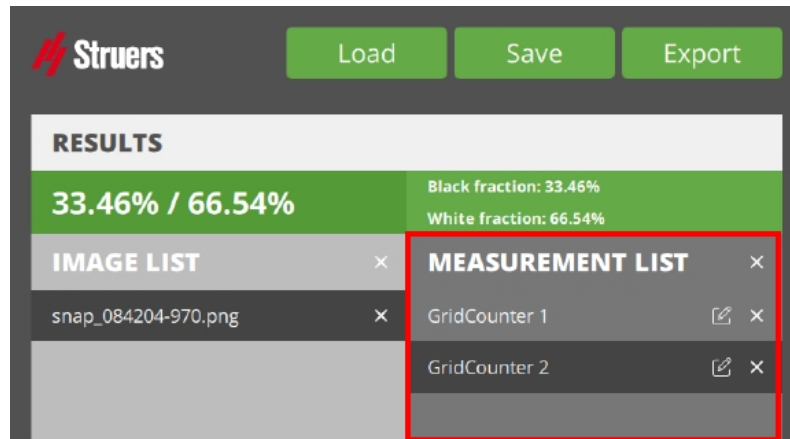 Struers
Load
Save
Export
RESULTS
33.46% / 66.54%
Black fraction: 33.46%
White fraction: 66.54%
IMAGE LIST ×
MEASUREMENT LIST ×
snap_084204-970.png ×
GridCounter 1 ×
GridCounter 2 ×